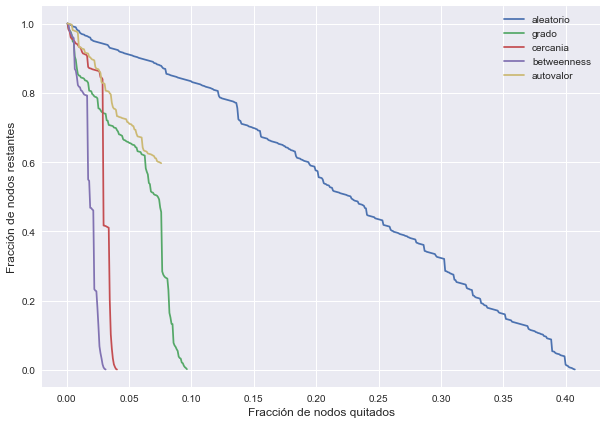 aleatorio
grado
cercania
betweenness
autovalor
1.0
0.8
0.6
0.4
0.2
0.0
Fracción de nodos restantes
0.00 0.05 0.10 0.15 0.20 0.25 0.30 0.35 0.40
Fracción de nodos quitados